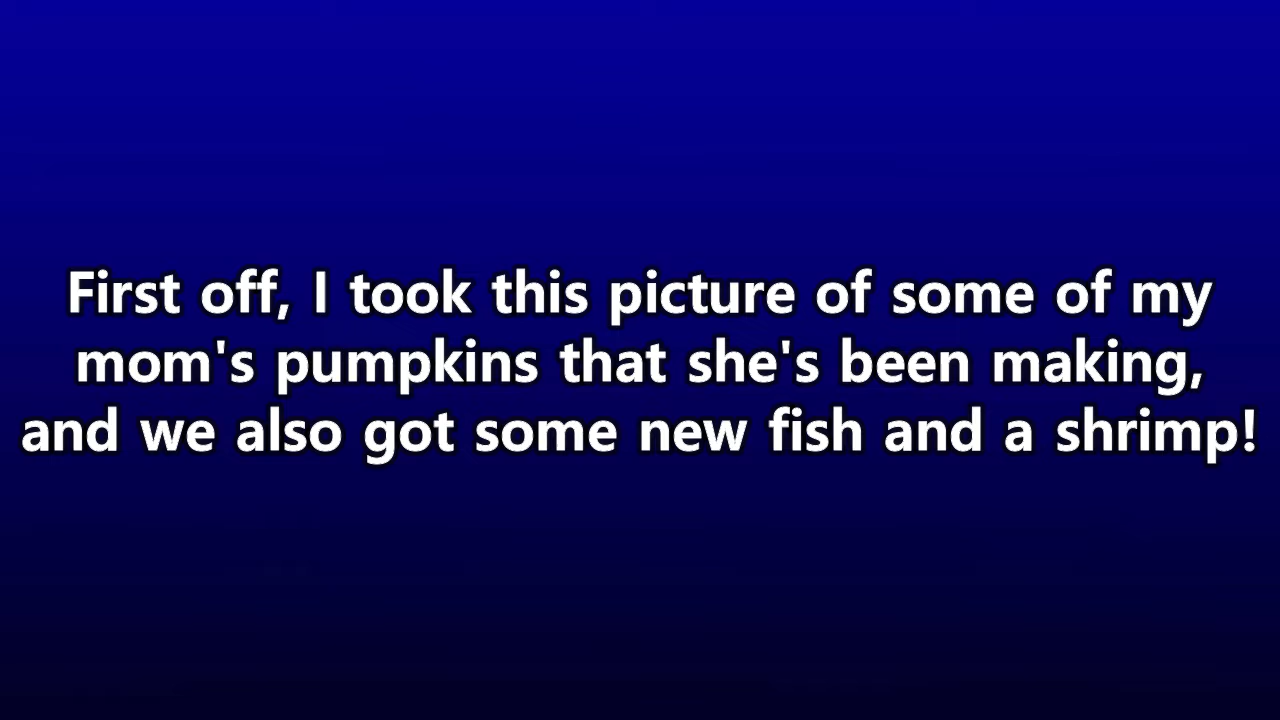 First off, I took this picture of some of my
mom's pumpkins that she's been making,
and we also got some new fish and a shrimp!